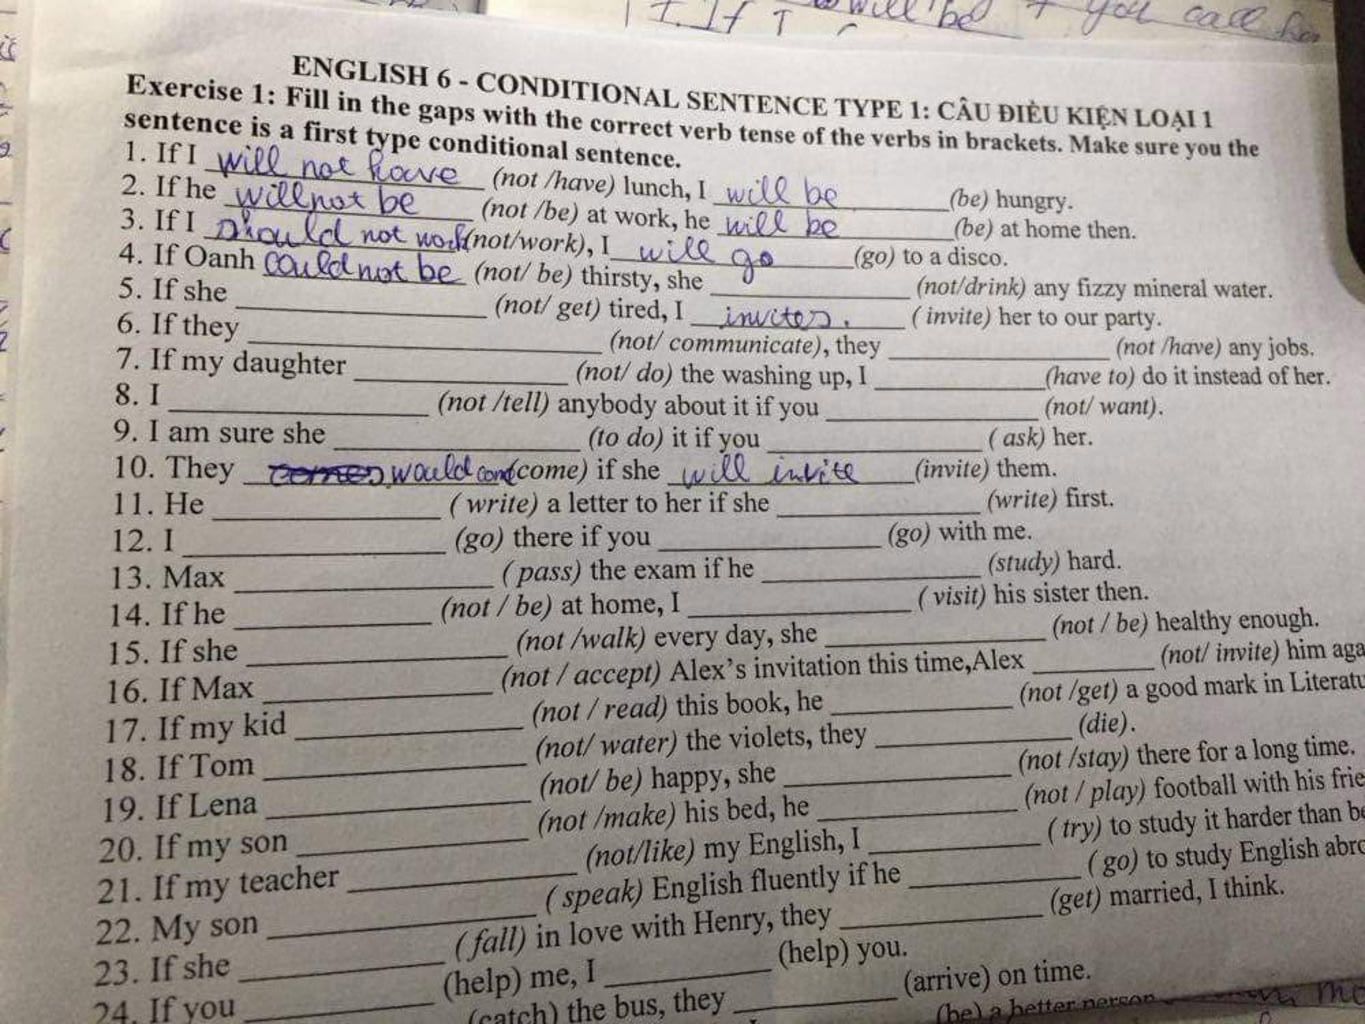 will be if you call
1. If I
ENGLISH 6 - CONDITIONAL SENTENCE TYPE 1: CÂU ĐIỀU KIỆN LOẠI 1
Exercise 1: Fill in the gaps with the correct verb tense of the verbs in brackets. Make sure you the
sentence is a first type conditional sentence.
1. If I will not have (not /have) lunch, I will be (be) hungry.
2. If he will not be (not /be) at work, he will be (be) at home then.
3. If I should not work (not/work), I will go (go) to a disco.
4. If Oanh could not be (not/ be) thirsty, she (not/drink) any fizzy mineral water.
5. If she (not/ get) tired, I invites. ( invite) her to our party.
6. If they (not/ communicate), they (not /have) any jobs.
7. If my daughter (not/ do) the washing up, I (have to) do it instead of her.
8. I (not /tell) anybody about it if you (not/ want).
9. I am sure she (to do) it if you ( ask) her.
10. They comes would come (come) if she will invite (invite) them.
11. He ( write) a letter to her if she (write) first.
12. I (go) there if you (go) with me.
13. Max ( pass) the exam if he (study) hard.
14. If he (not / be) at home, I ( visit) his sister then.
15. If she (not /walk) every day, she (not / be) healthy enough.
16. If Max (not / accept) Alex's invitation this time,Alex (not/ invite) him aga
17. If my kid (not / read) this book, he (not /get) a good mark in Literatu
18. If Tom (not/ water) the violets, they (die).
19. If Lena (not/ be) happy, she (not /stay) there for a long time.
20. If my son (not /make) his bed, he (not / play) football with his frie
21. If my teacher (not/like) my English, I ( try) to study it harder than be
22. My son ( speak) English fluently if he ( go) to study English abro
23. If she ( fall) in love with Henry, they (get) married, I think.
24. If you (help) me, I (help) you.
(catch) the bus, they (arrive) on time.
(be) a better person